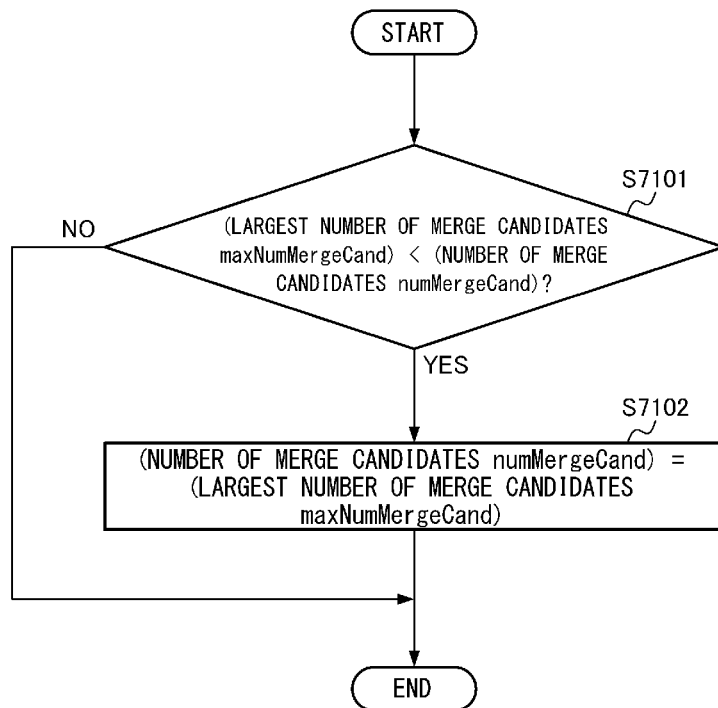 START
S7101
NO
(LARGEST NUMBER OF MERGE CANDIDATES
maxNumMergeCand) < (NUMBER OF MERGE
CANDIDATES numMergeCand)?
YES
S7102
(NUMBER OF MERGE CANDIDATES numMergeCand) =
(LARGEST NUMBER OF MERGE CANDIDATES
maxNumMergeCand)
END